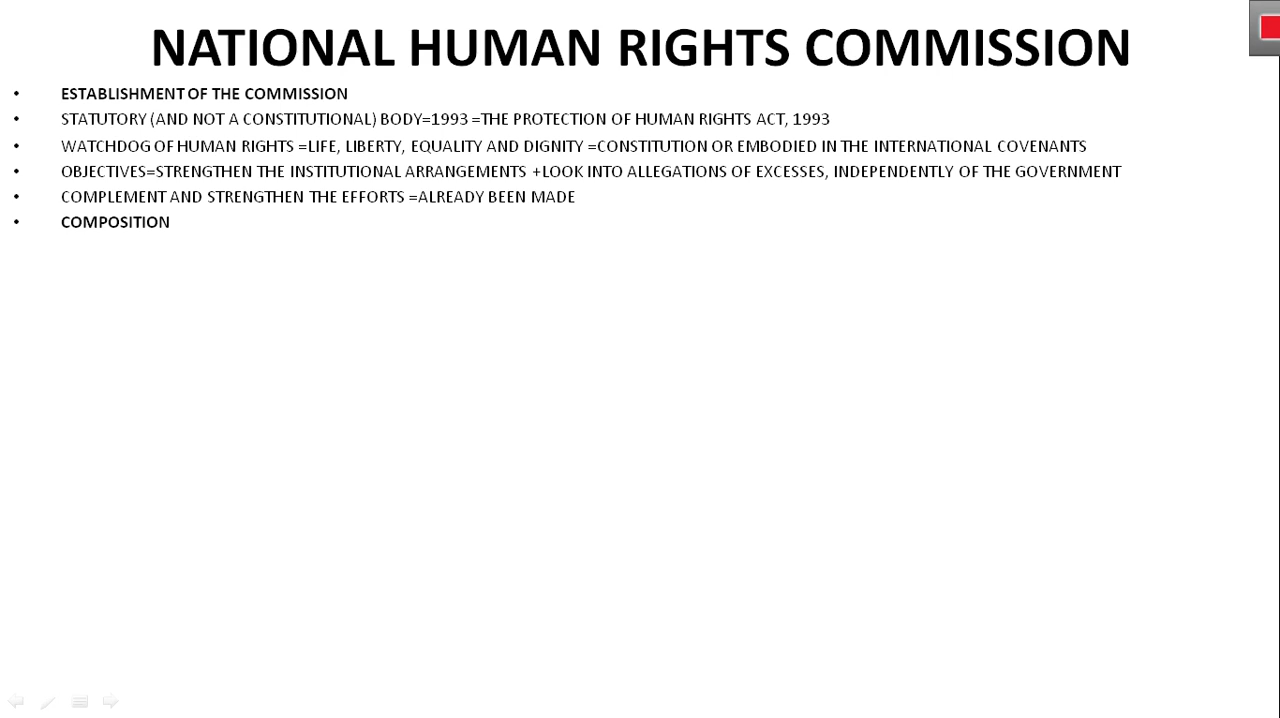 NATIONAL HUMAN RIGHTS COMMISSION
• ESTABLISHMENT OF THE COMMISSION
• STATUTORY (AND NOT A CONSTITUTIONAL) BODY=1993 =THE PROTECTION OF HUMAN RIGHTS ACT, 1993
• WATCHDOG OF HUMAN RIGHTS =LIFE, LIBERTY, EQUALITY AND DIGNITY =CONSTITUTION OR EMBODIED IN THE INTERNATIONAL COVENANTS
• OBJECTIVES=STRENGTHEN THE INSTITUTIONAL ARRANGEMENTS +LOOK INTO ALLEGATIONS OF EXCESSES, INDEPENDENTLY OF THE GOVERNMENT
• COMPLEMENT AND STRENGTHEN THE EFFORTS =ALREADY BEEN MADE
• COMPOSITION